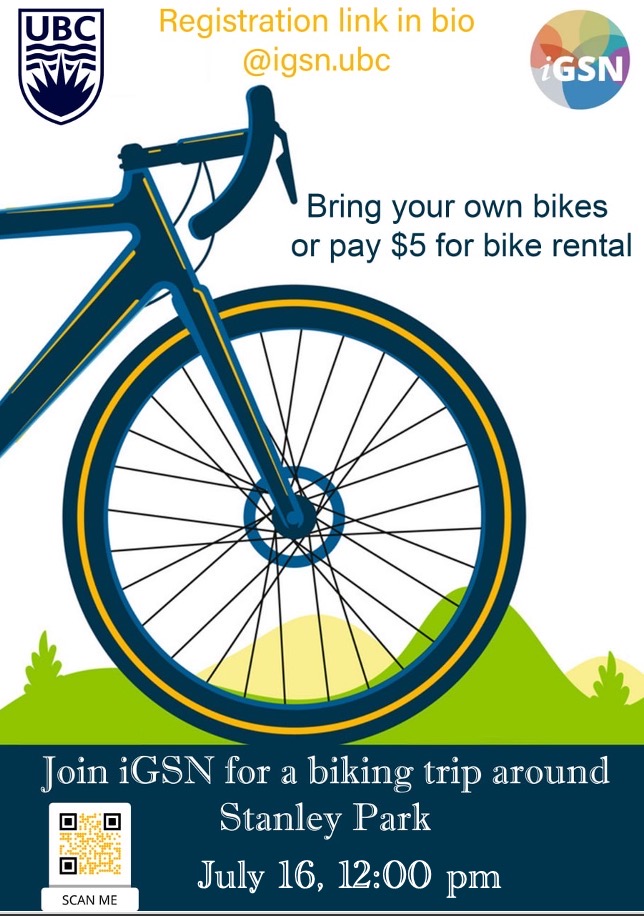 UBC
Registration link in bio
@igsn.ubc
iGSN
Bring your own bikes
or pay $5 for bike rental
Join iGSN for a biking trip around
Stanley Park
July 16, 12:00 pm
SCAN ME